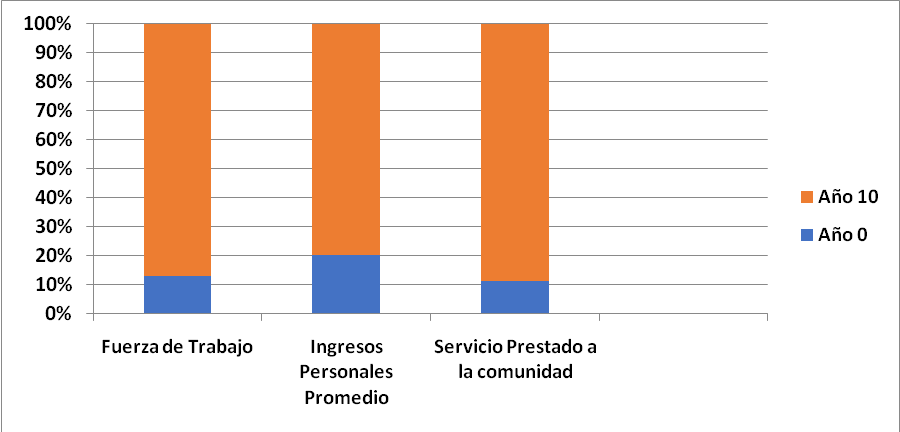 100%
90%
80%
70%
60%
50%
40%
30%
20%
10%
0%
Fuerza de Trabajo
Ingresos
Personales
Promedio
Servicio Prestado a
la comunidad
Año 10
Año 0